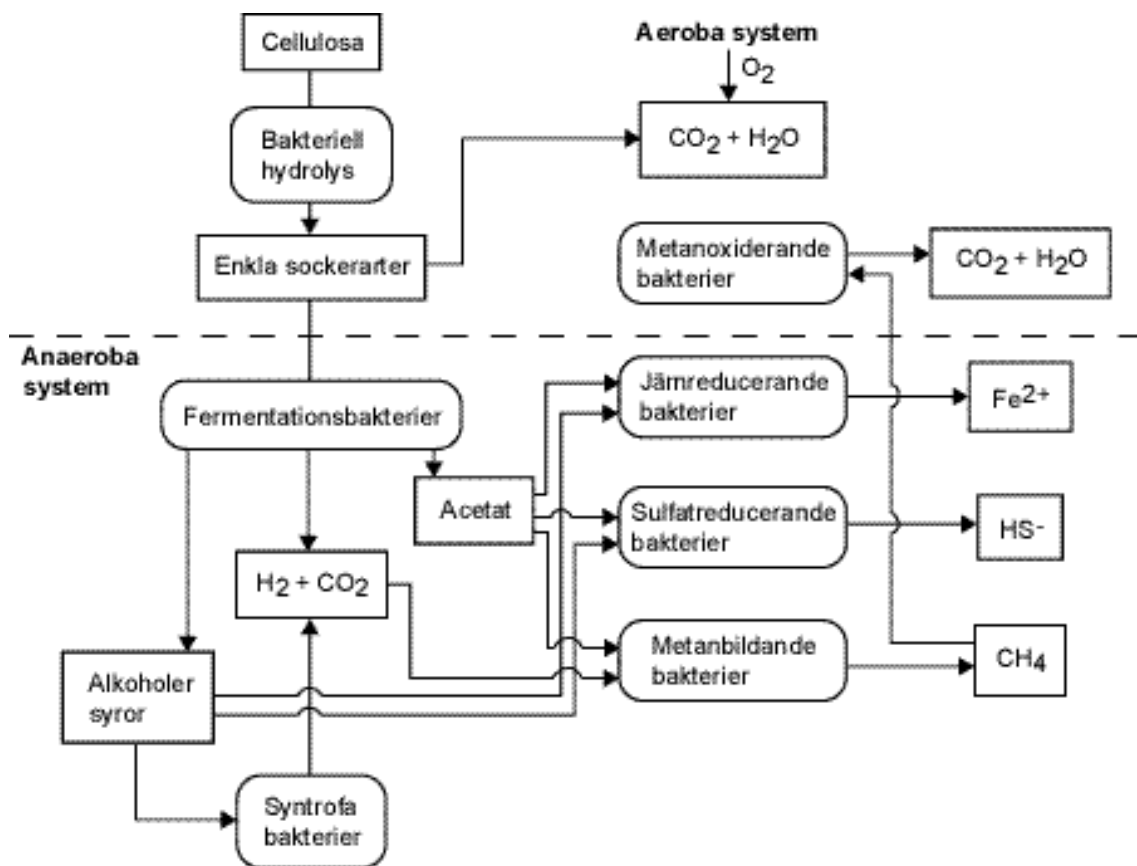 Cellulosa
Aeroba system
O2
Bakteriell
hydrolys
CO2 + H2O
Enkla sockerarter
Metanoxiderande
bakterier
CO2 + H2O
Anaeroba
system
Fermentationsbakterier
Järnreducerande
bakterier
Fe2+
Acetat
Sulfatreducerande
bakterier
HS-
H2 + CO2
Metanbildande
bakterier
CH4
Alkoholer
syror
Syntrofa
bakterier